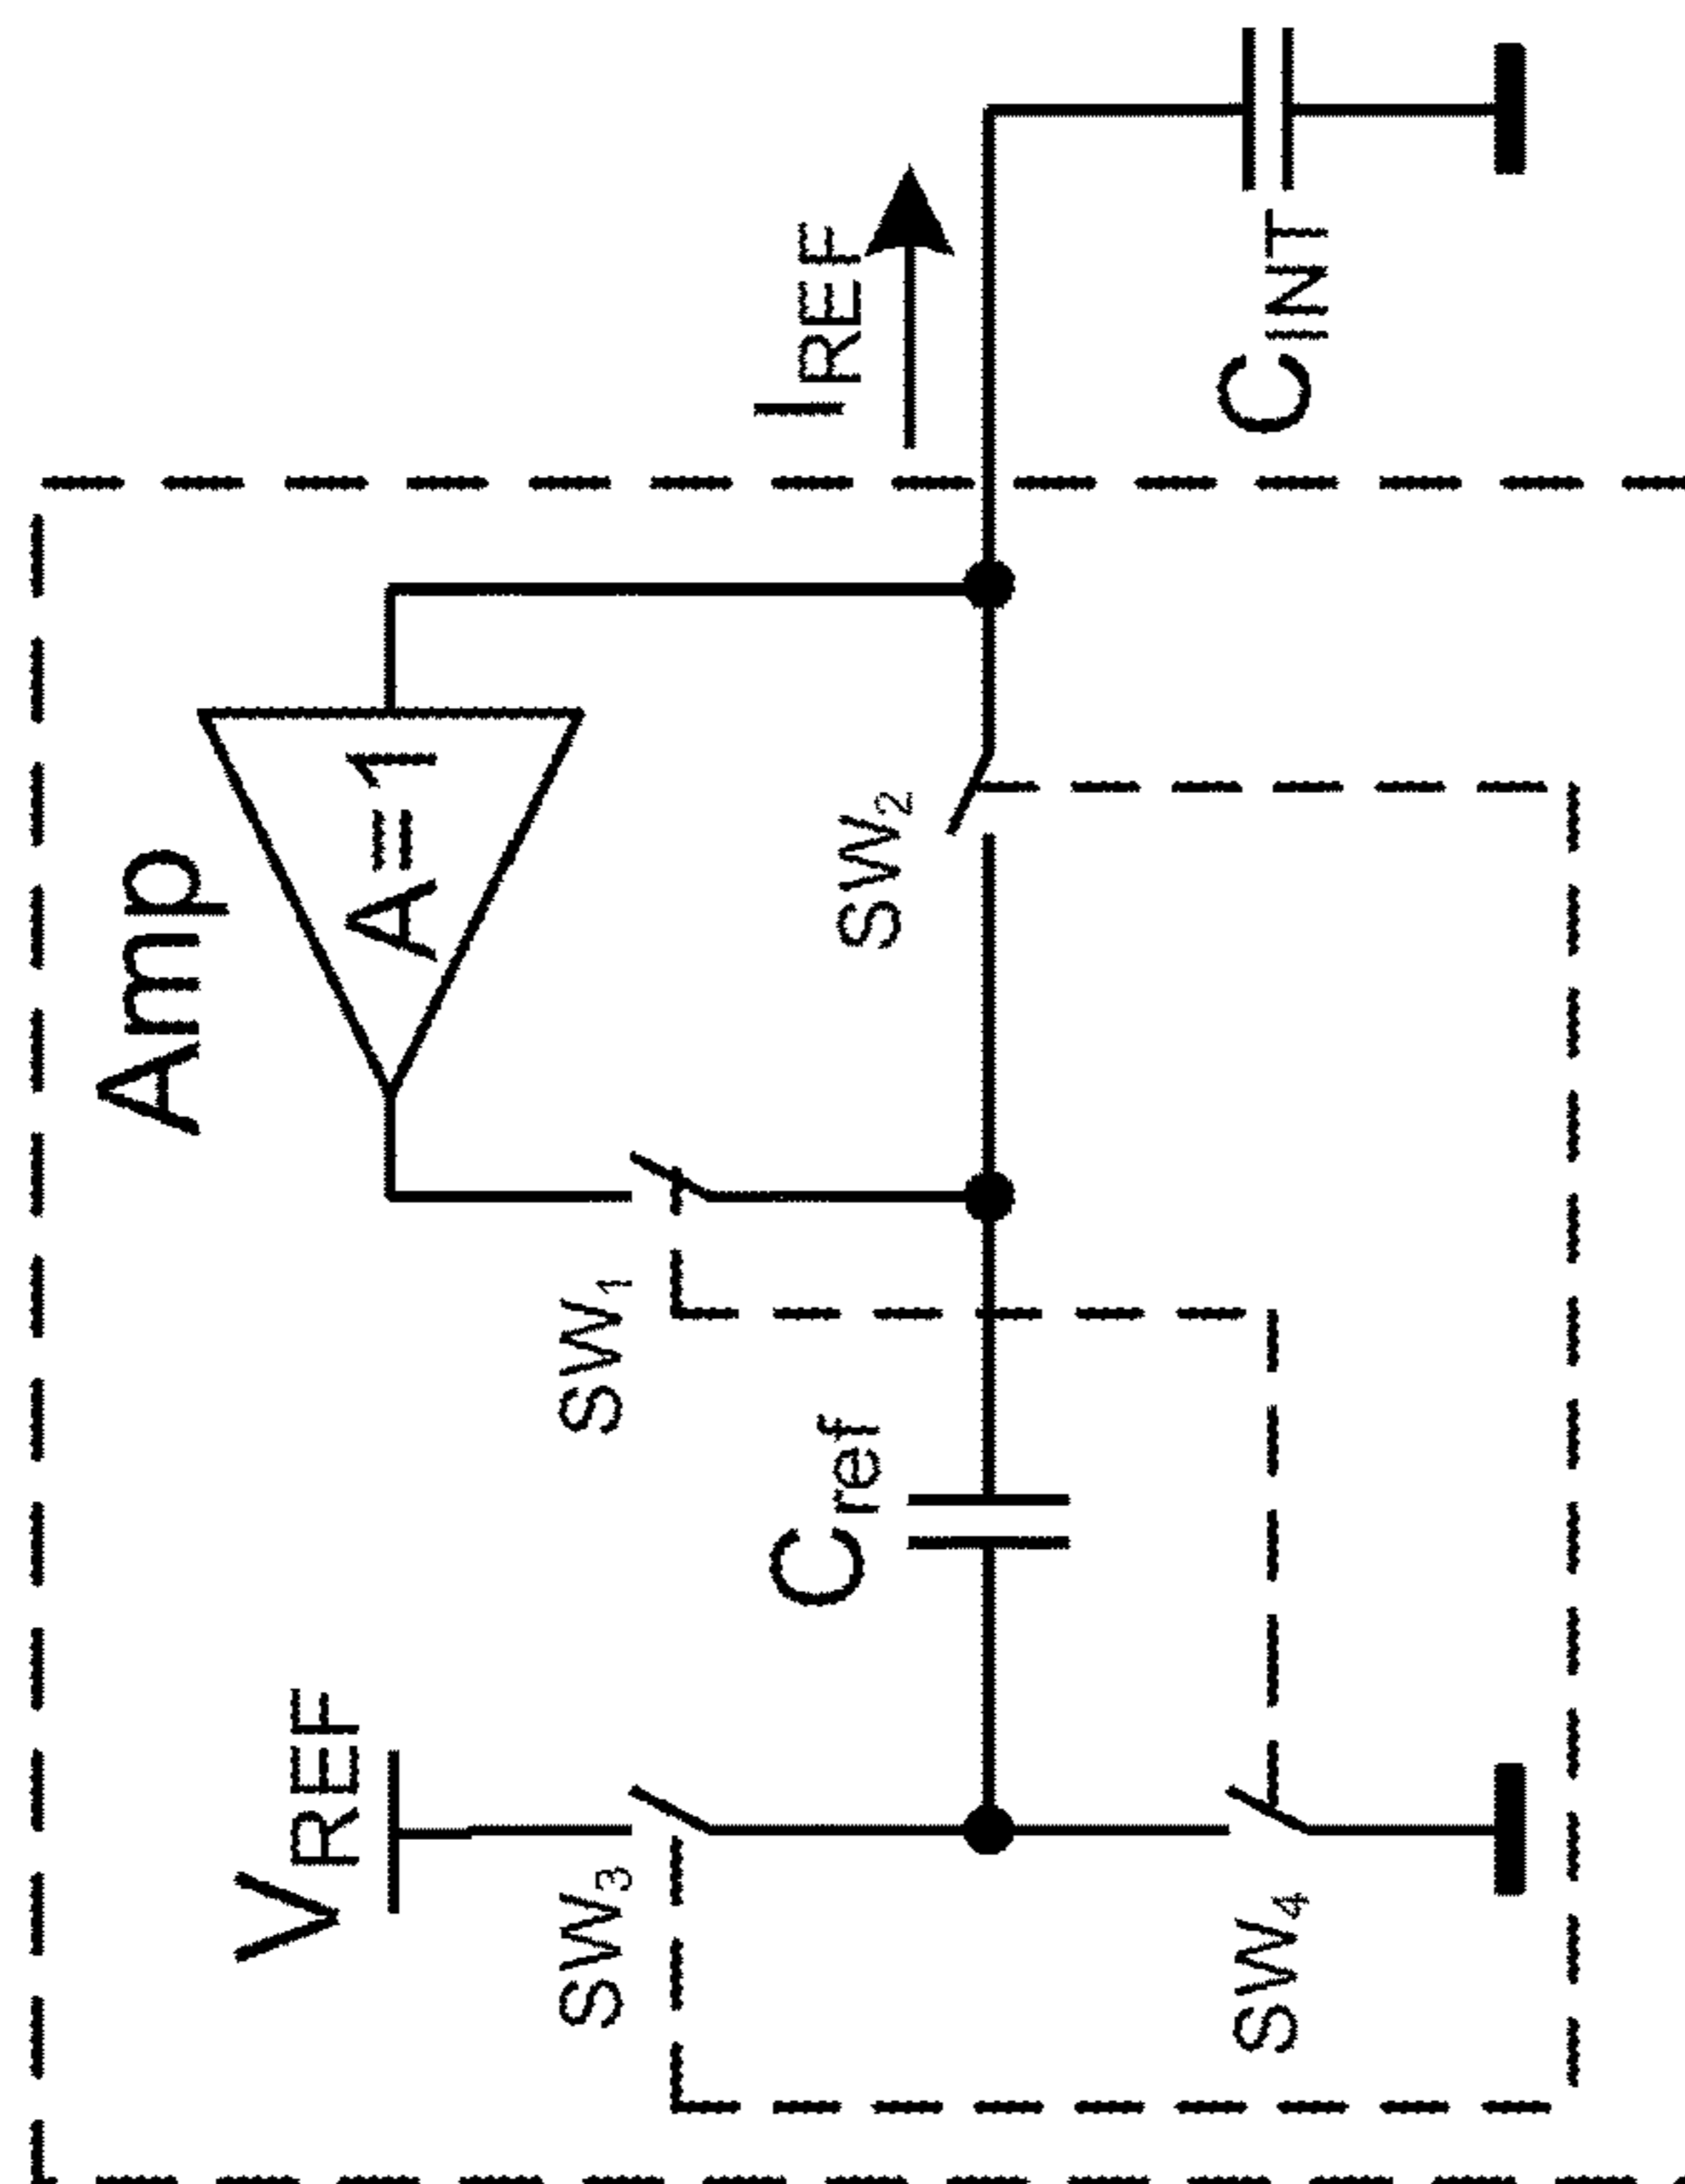 Amp
A=1
IREF
VREF
SW1
SW2
Cref
SW3
CINT
SW4